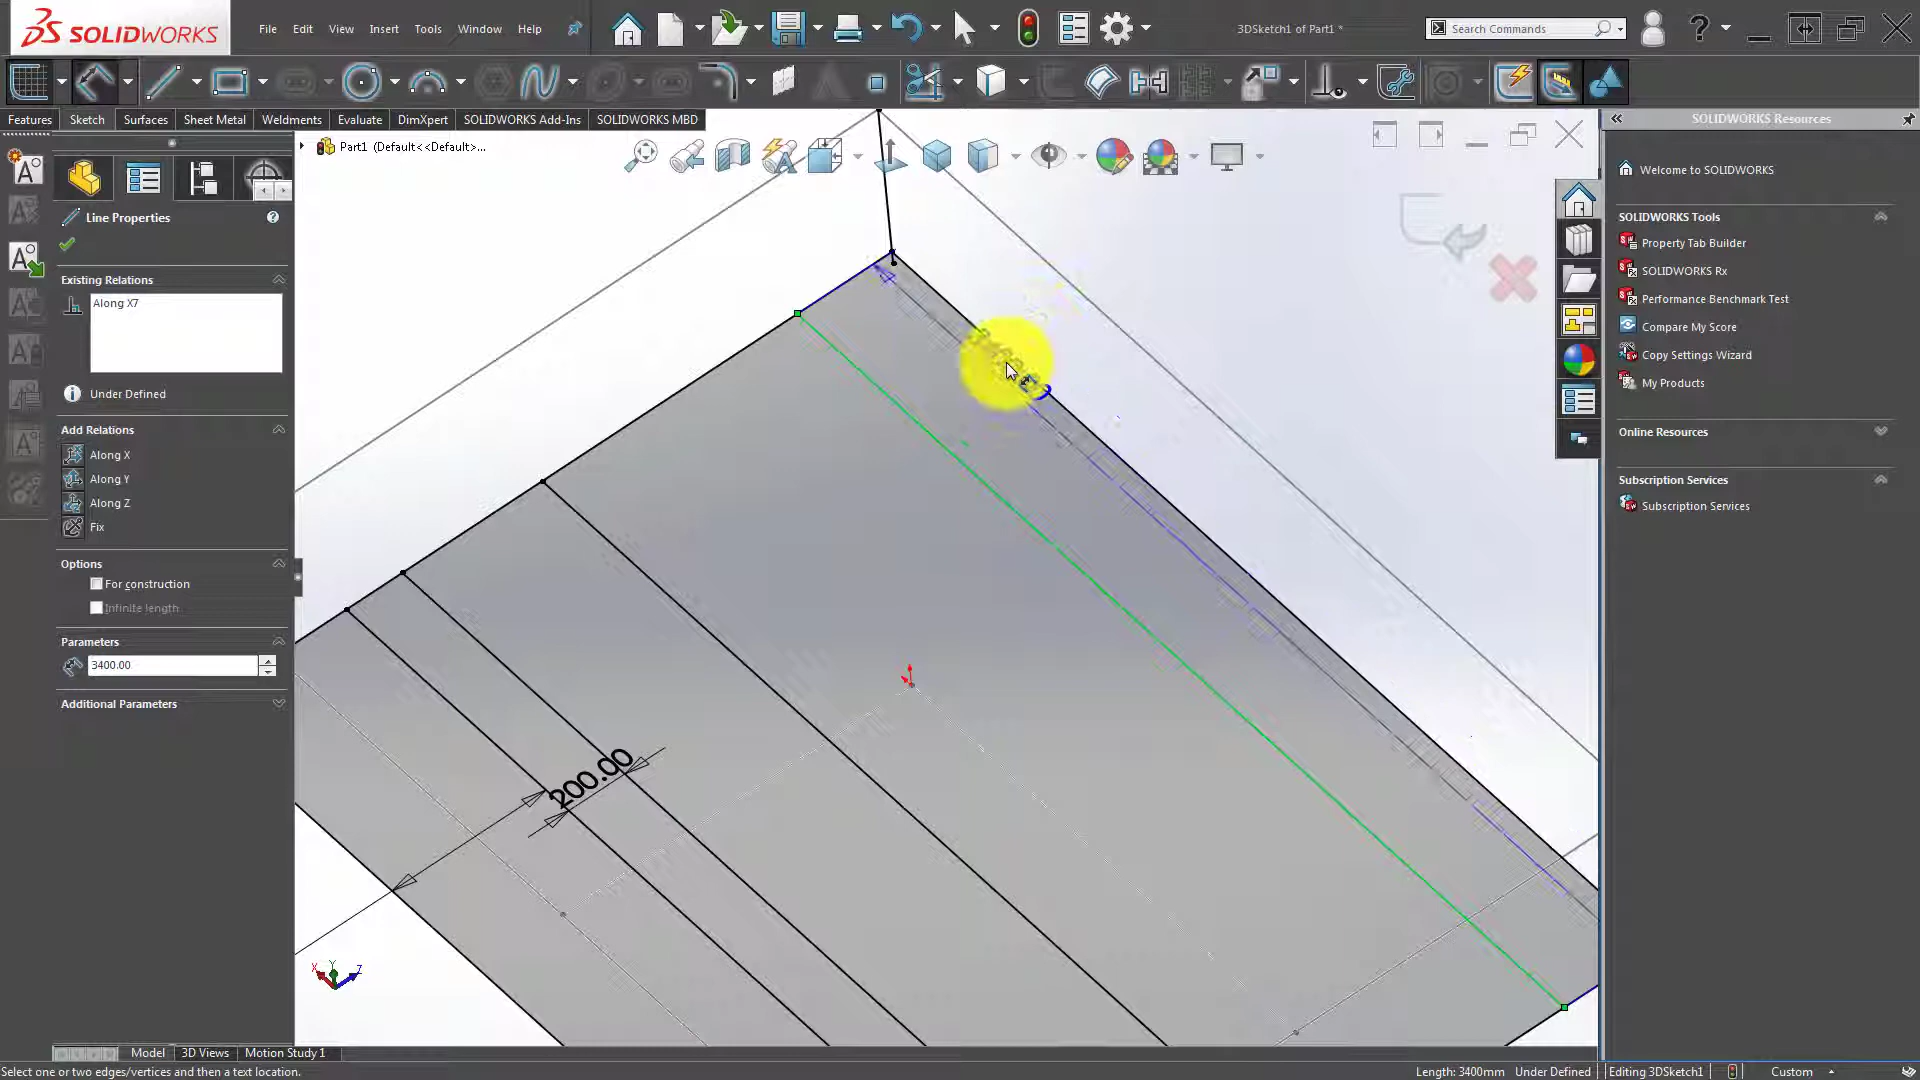 SOLIDWORKS
File Edit View Insert Tools Window Help
3DSketch1 of Part1 *
Search Commands
Features Sketch Surfaces Sheet Metal Weldments Evaluate DimXpert SOLIDWORKS Add-Ins SOLIDWORKS MBD
SOLIDWORKS Resources
Part1 (Default<<Default>...
Line Properties
Existing Relations
Along X7
Under Defined
Add Relations
Along X
Along Y
Along Z
Fix
Options
For construction
Infinite length
Parameters
3400.00
Additional Parameters
200.00
Welcome to SOLIDWORKS
SOLIDWORKS Tools
Property Tab Builder
SOLIDWORKS Rx
Performance Benchmark Test
Compare My Score
Copy Settings Wizard
My Products
Online Resources
Subscription Services
Subscription Services
X Y Z
Model 3D Views Motion Study 1
Select one or two edges/vertices and then a text location.
Length: 3400mm Under Defined Editing 3DSketch1 Custom